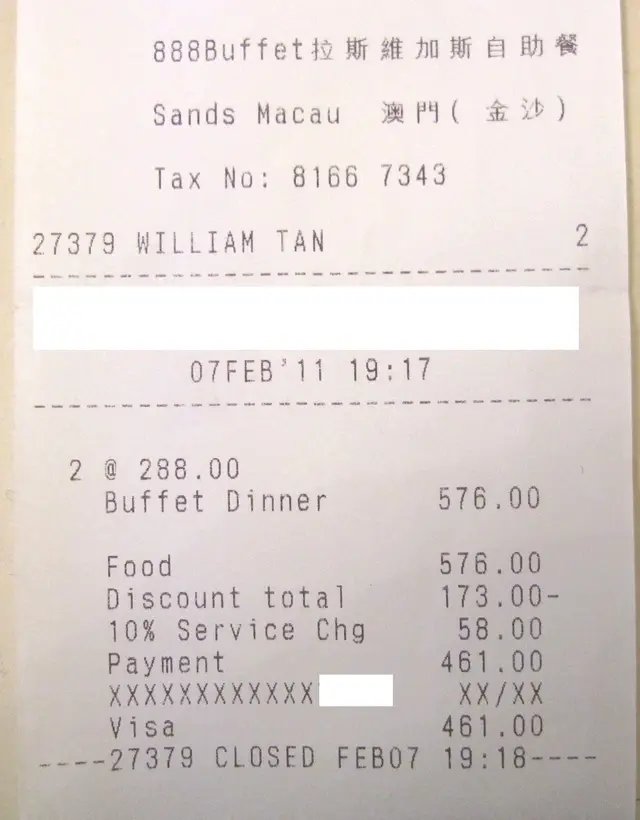 888Buffet拉斯維加斯自助餐
Sands Macau 澳門( 金沙)
Tax No: 8166 7343
27379 WILLIAM TAN 2
07FEB'11 19:17
2 @ 288.00
Buffet Dinner 576.00
Food 576.00
Discount total 173.00-
10% Service Chg 58.00
Payment 461.00
XXXXXXXXXXXX XX/XX
Visa 461.00
----27379 CLOSED FEB07 19:18----